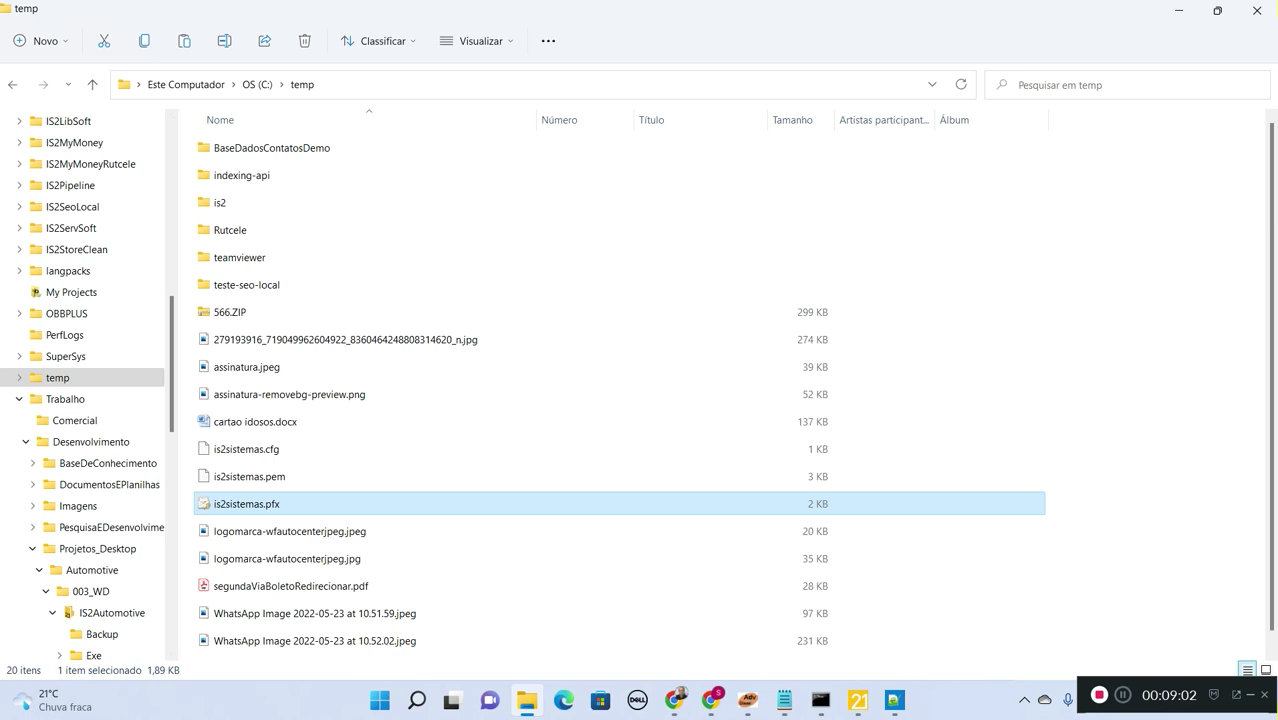 temp
Novo
Classificar
Visualizar
Este Computador > OS (C:) > temp
Pesquisar em temp
IS2LibSoft
IS2MyMoney
IS2MyMoneyRutcele
IS2Pipeline
IS2SeoLocal
IS2ServSoft
IS2StoreClean
langpacks
My Projects
OBBPLUS
PerfLogs
SuperSys
temp
Trabalho
Comercial
Desenvolvimento
BaseDeConhecimento
DocumentosEPlanilhas
Imagens
PesquisaEDesenvolvime
Projetos_Desktop
Automotive
003_WD
IS2Automotive
Backup
Exe
Nome Número Título Tamanho Artistas participant... Álbum
BaseDadosContatosDemo
indexing-api
is2
Rutcele
teamviewer
teste-seo-local
566.ZIP 299 KB
279193916_719049962604922_8360464248808314620_n.jpg 274 KB
assinatura.jpeg 39 KB
assinatura-removebg-preview.png 52 KB
cartao idosos.docx 137 KB
is2sistemas.cfg 1 KB
is2sistemas.pem 3 KB
is2sistemas.pfx 2 KB
logomarca-wfautocenterjpeg.jpeg 20 KB
logomarca-wfautocenterjpeg.jpg 35 KB
segundaViaBoletoRedirecionar.pdf 28 KB
WhatsApp Image 2022-05-23 at 10.51.59.jpeg 97 KB
WhatsApp Image 2022-05-23 at 10.52.02.jpeg 231 KB
20 itens 1 item selecionado 1,89 KB
21°C
Chuva fraca
DELL
S
Adv
21
00:09:02